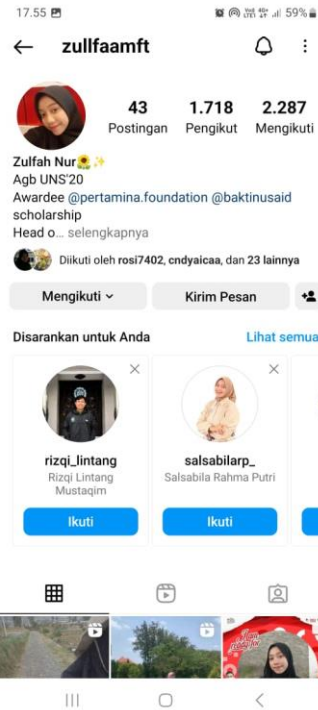 17.55
59%
zullfaamft
43 1.718 2.287
Postingan Pengikut Mengikuti
Zulfah Nur🌻✨
Agb UNS'20
Awardee @pertamina.foundation @baktinusaid
scholarship
Head o... selengkapnya
Diikuti oleh rosi7402, cndyaicaa, dan 23 lainnya
Mengikuti Kirim Pesan
Disarankan untuk Anda Lihat semua
rizqi_lintang salsabilarp_
Rizqi Lintang Salsabila Rahma Putri
Mustaqim
Ikuti Ikuti